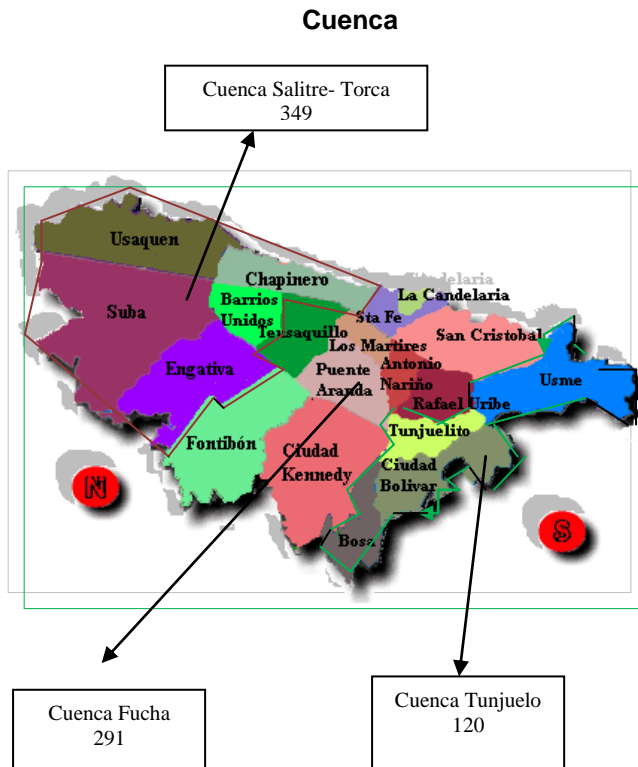 Cuenca
Cuenca Salitre- Torca
349
Usaquen
Chapinero
La Candelaria
Suba
Barrios
Unidos
Sta Fe
Teusaquillo
San Cristobal
Los Martires
Engativa
Puente
Aranda
Antonio
Nariño
Usme
Rafael Uribe
Fontibón
Ciudad
Kennedy
Tunjuelito
Ciudad
Bolivar
N
S
Bosa
Cuenca Fucha
291
Cuenca Tunjuelo
120